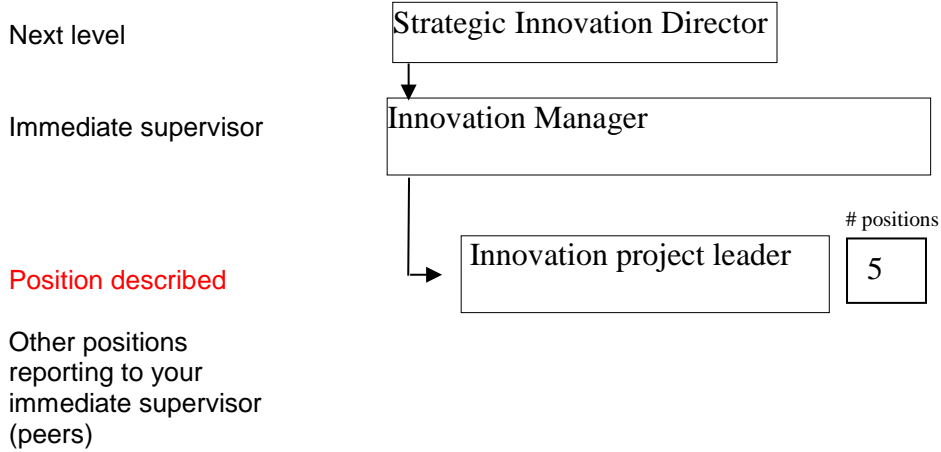 Next level
Strategic Innovation Director
Immediate supervisor
Innovation Manager
# positions
Position described
Innovation project leader
5
Other positions
reporting to your
immediate supervisor
(peers)